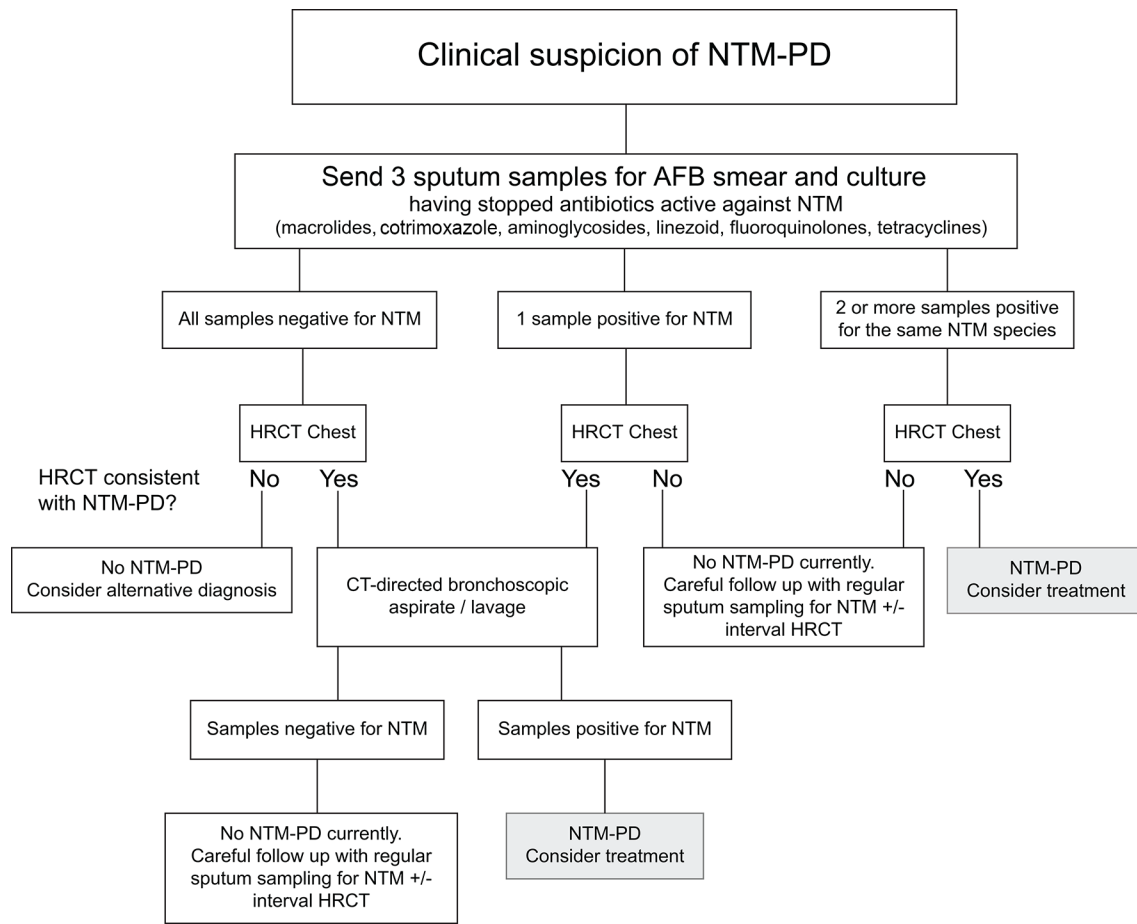 Clinical suspicion of NTM-PD
Send 3 sputum samples for AFB smear and culture
having stopped antibiotics active against NTM
(macrolides, cotrimoxazole, aminoglycosides, linezoid, fluoroquinolones, tetracyclines)
All samples negative for NTM
1 sample positive for NTM
2 or more samples positive
for the same NTM species
HRCT Chest
HRCT Chest
HRCT Chest
HRCT consistent
with NTM-PD?
No
Yes
Yes
No
No
Yes
No NTM-PD
Consider alternative diagnosis
CT-directed bronchoscopic
aspirate / lavage
No NTM-PD currently.
Careful follow up with regular
sputum sampling for NTM +/-
interval HRCT
NTM-PD
Consider treatment
Samples negative for NTM
Samples positive for NTM
No NTM-PD currently.
Careful follow up with regular
sputum sampling for NTM +/-
interval HRCT
NTM-PD
Consider treatment